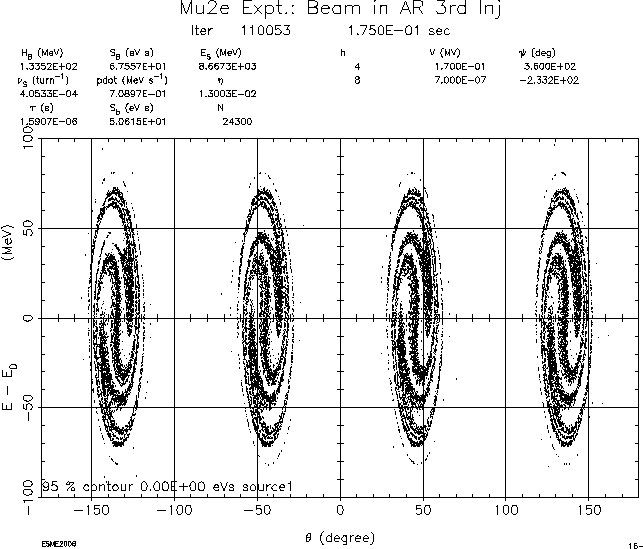 Mu2e Expt.: Beam in AR 3rd Inj
Iter 110053 1.750E-01 sec
H_B (MeV) S_B (eV s) E_S (MeV) h V (MV) ψ (deg)
1.3352E+02 6.7557E+01 8.6673E+03 4 1.700E-01 3.600E+02
ν_S (turn⁻¹) pdot (MeV s⁻¹) η 8 7.000E-07 -2.332E+02
4.0533E-04 7.0897E-01 1.3003E-02
τ (s) S_b (eV s) N
1.5907E-06 5.0615E+01 24300
100
50
0
-50
-100
E - E_0 (MeV)
95 % contour 0.00E+00 eVs source1
-150 -100 -50 0 50 100 150
θ (degree)
ESME2006 16-